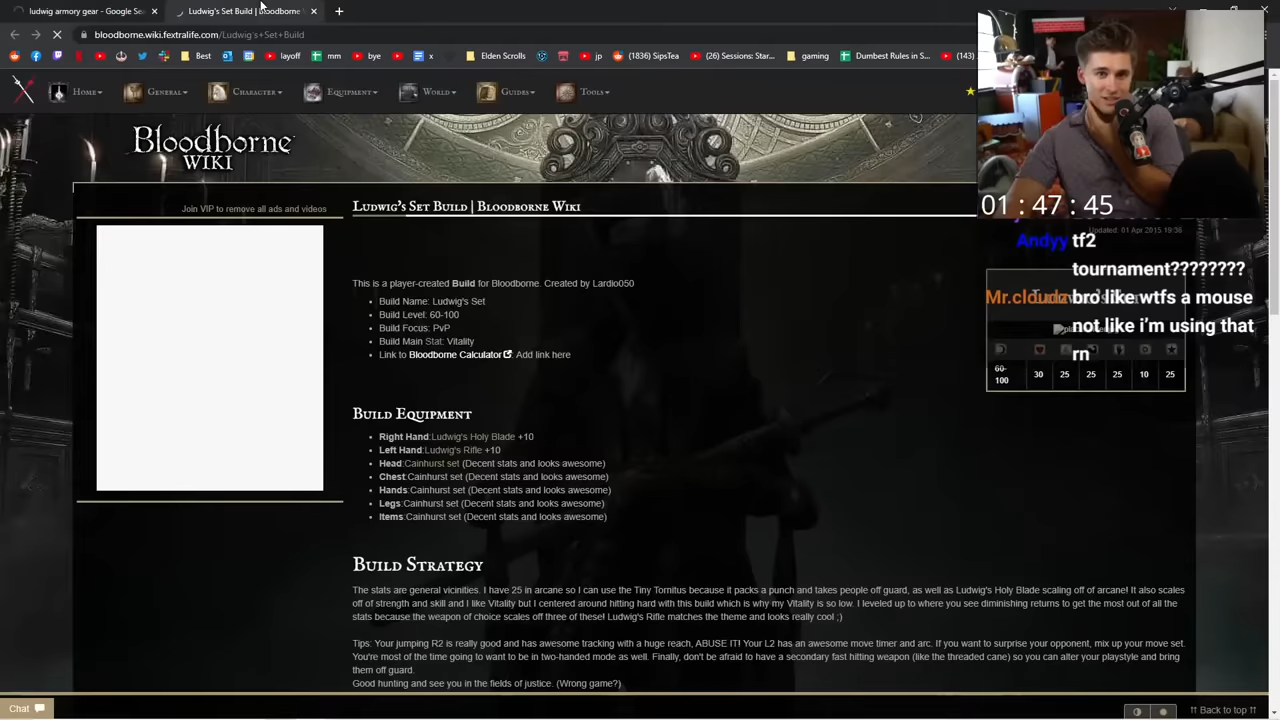 ludwig armory gear - Google Se
Ludwig's Set Build | Bloodborne
bloodborne.wiki.fextralife.com/Ludwig's+Set+Build
Best
layoff
mm
bye
x
Elden Scrolls
jp
(1836) SipsTea
(26) Sessions: Star...
gaming
Dumbest Rules in S...
(143)
Home
General
Character
Equipment
World
Guides
Tools
Bloodborne
WIKI
Join VIP to remove all ads and videos
Ludwig's Set Build | Bloodborne Wiki
01 : 47 : 45
Updated: 01 Apr 2015 19:36
Andyy tf2
tournament????????
Mr.cloudz bro like wtfs a mouse
not like i'm using that
rn
60-100 30 25 25 25 10 25
This is a player-created Build for Bloodborne. Created by Lardio050
Build Name: Ludwig's Set
Build Level: 60-100
Build Focus: PvP
Build Main Stat: Vitality
Link to Bloodborne Calculator: Add link here
Build Equipment
Right Hand:Ludwig's Holy Blade +10
Left Hand:Ludwig's Rifle +10
Head:Cainhurst set (Decent stats and looks awesome)
Chest:Cainhurst set (Decent stats and looks awesome)
Hands:Cainhurst set (Decent stats and looks awesome)
Legs:Cainhurst set (Decent stats and looks awesome)
Items:Cainhurst set (Decent stats and looks awesome)
Build Strategy
The stats are general vicinities. I have 25 in arcane so I can use the Tiny Tornitus because it packs a punch and takes people off guard, as well as Ludwig's Holy Blade scaling off of arcane! It also scales
off of strength and skill and I like Vitality but I centered around hitting hard with this build which is why my Vitality is so low. I leveled up to where you see diminishing returns to get the most out of all the
stats because the weapon of choice scales off three of these! Ludwig's Rifle matches the theme and looks really cool ;)
Tips: Your jumping R2 is really good and has awesome tracking with a huge reach, ABUSE IT! Your L2 has an awesome move timer and arc. If you want to surprise your opponent, mix up your move set.
You're most of the time going to want to be in two-handed mode as well. Finally, don't be afraid to have a secondary fast hitting weapon (like the threaded cane) so you can alter your playstyle and bring
them off guard.
Good hunting and see you in the fields of justice. (Wrong game?)
Chat
Back to top